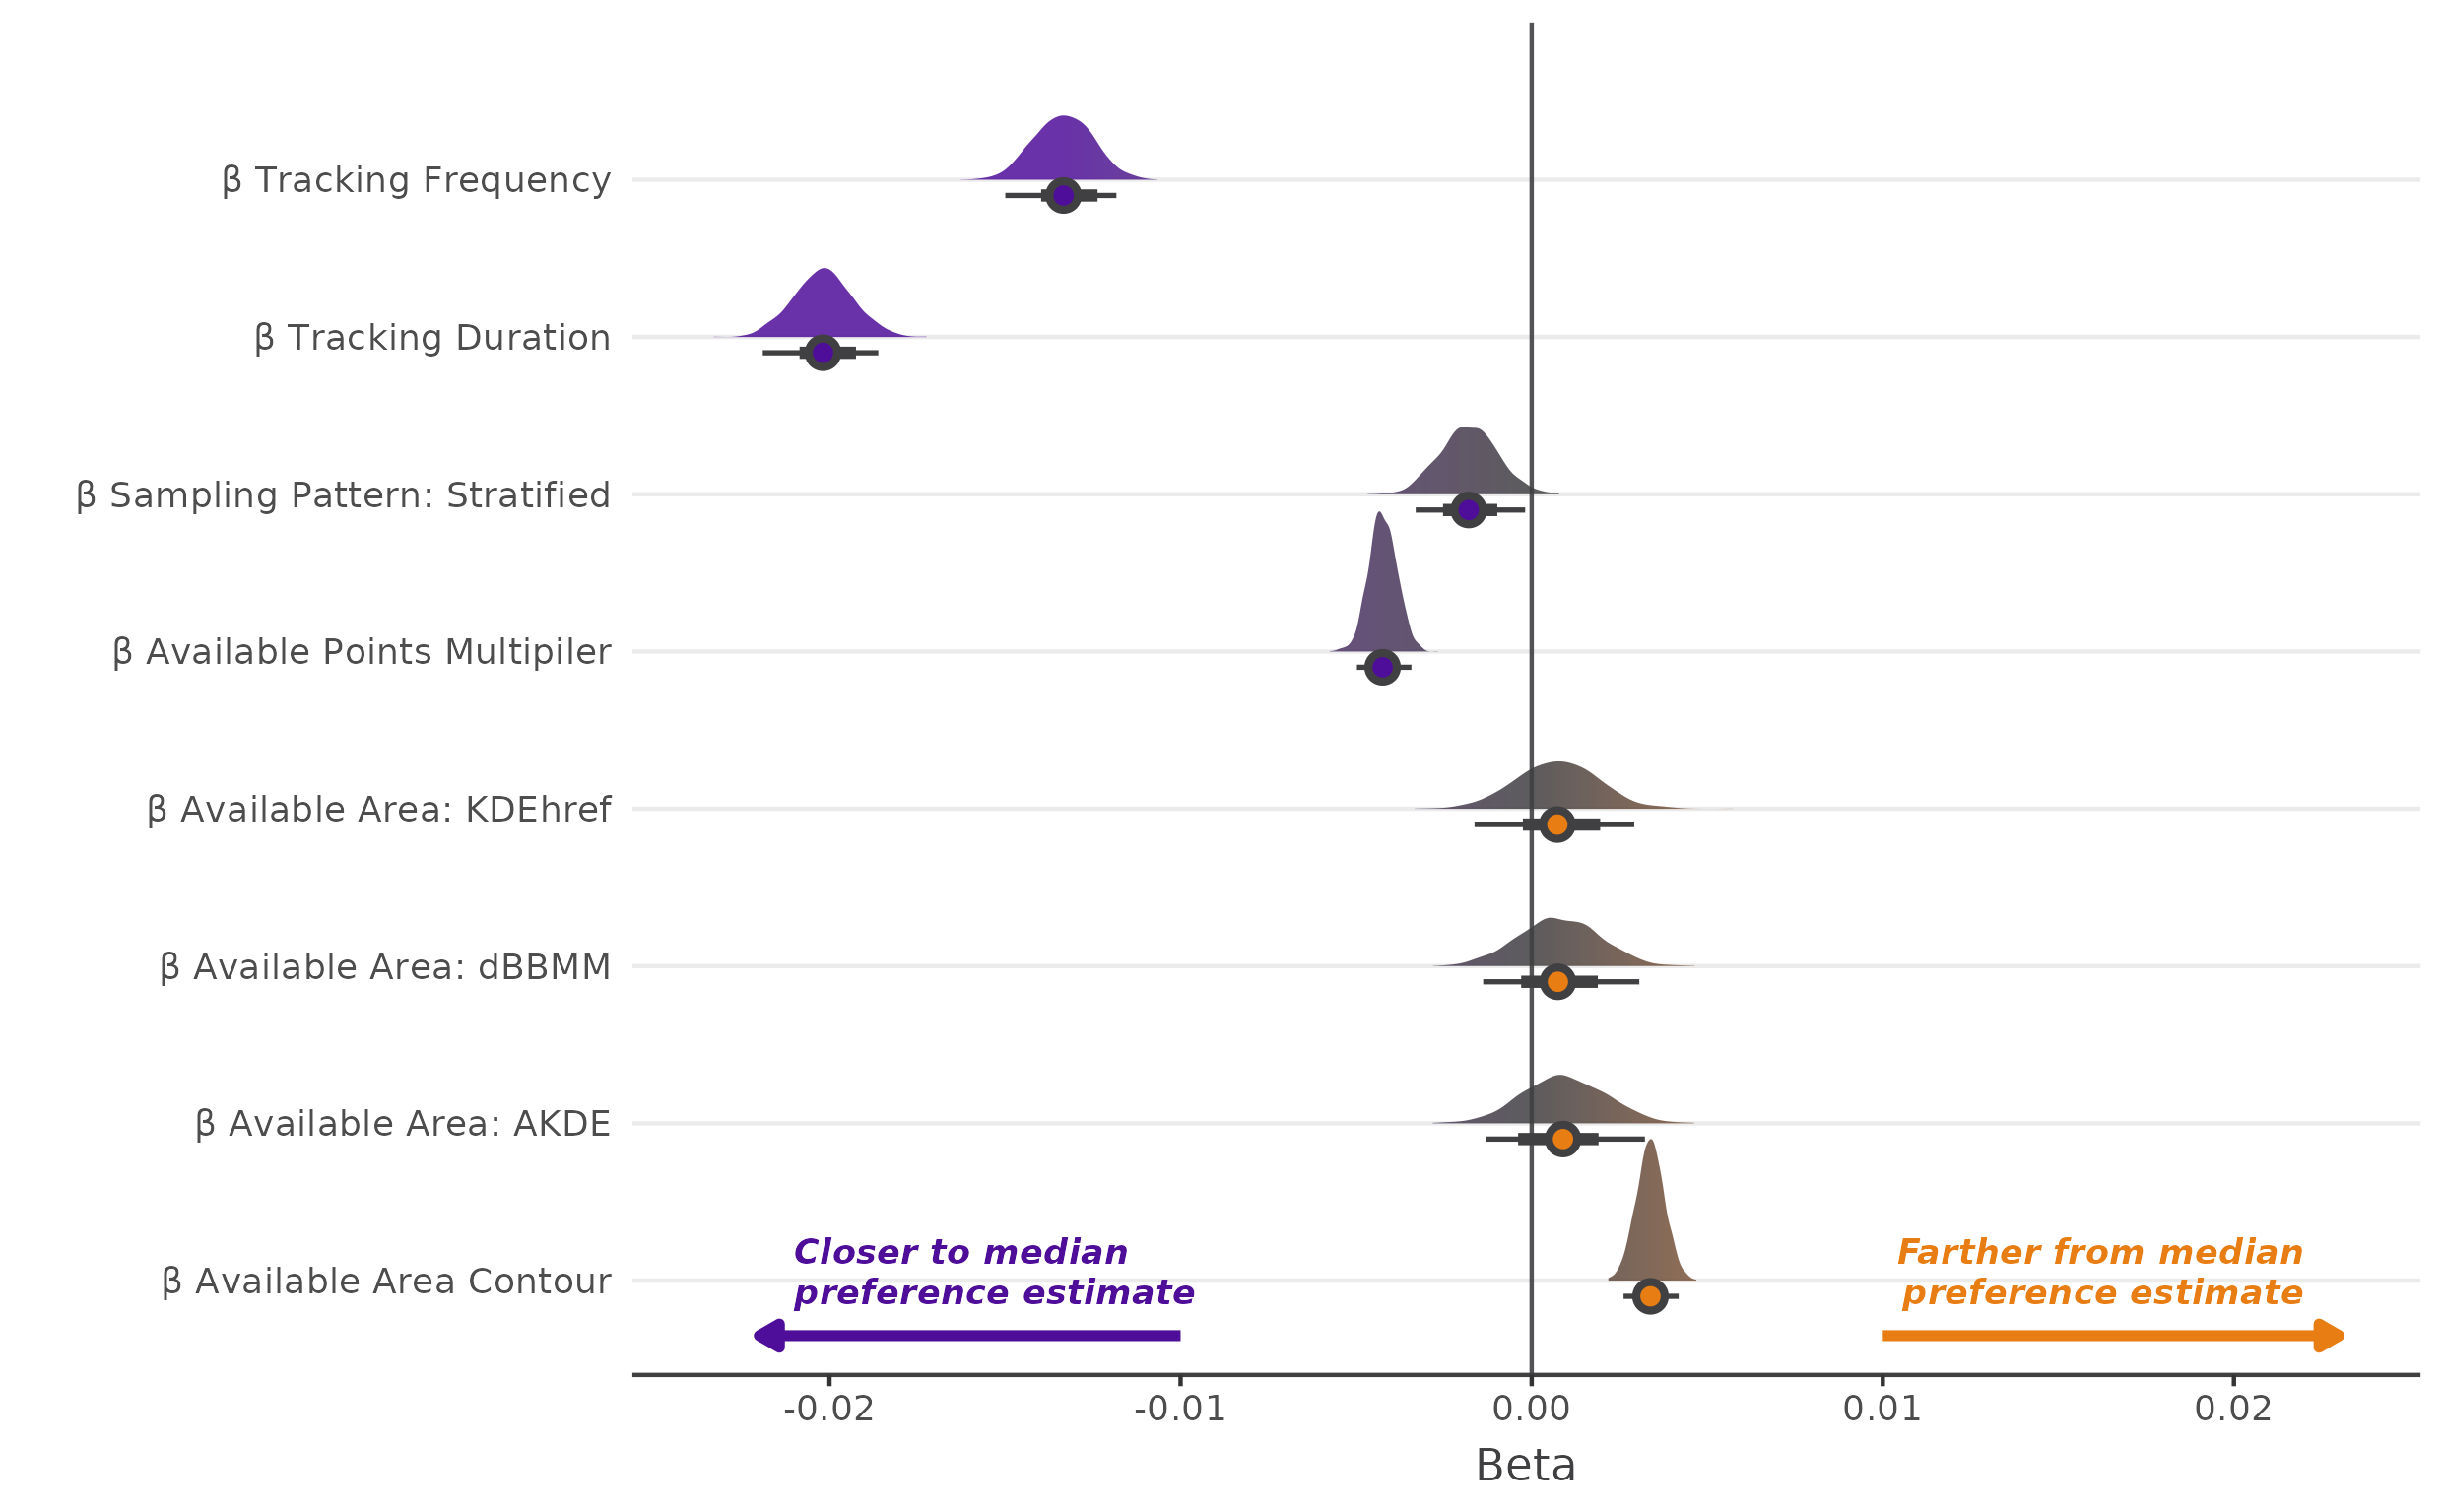 β Tracking Frequency
β Tracking Duration
β Sampling Pattern: Stratified
β Available Points Multipiler
β Available Area: KDEhref
β Available Area: dBBMM
β Available Area: AKDE
β Available Area Contour
Closer to median
preference estimate
Farther from median
preference estimate
-0.02
-0.01
0.00
0.01
0.02
Beta